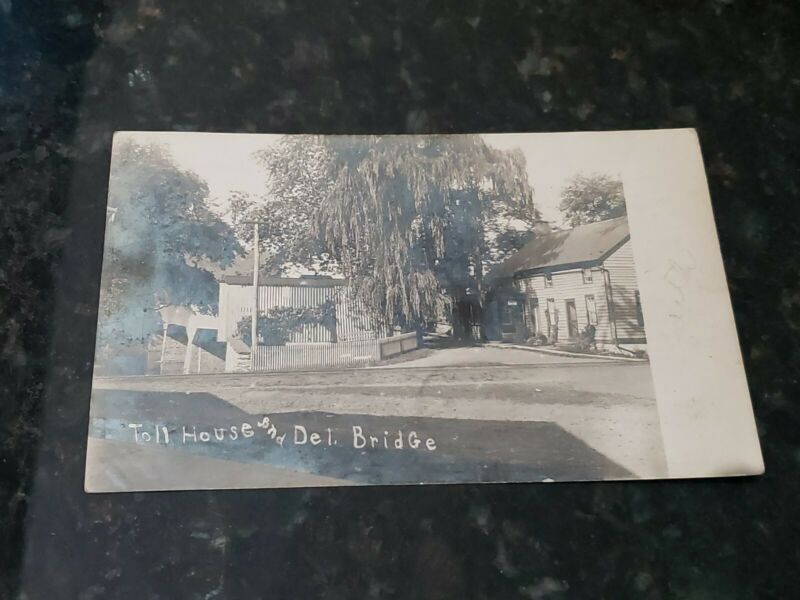 Toll House and Del. Bridge